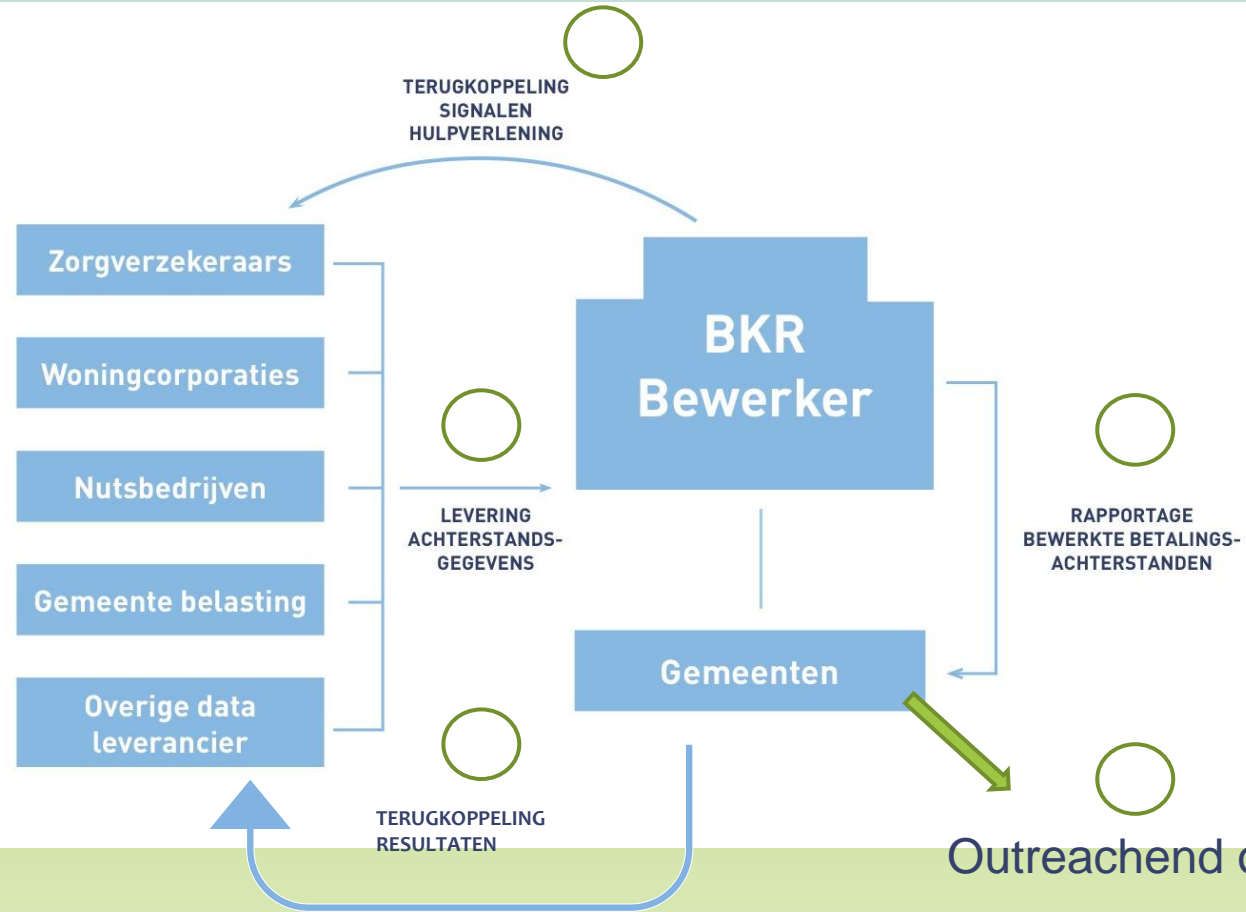 TERUGKOPPELING
SIGNALEN
HULPVERLENING
Zorgverzekeraars
Woningcorporaties
Nutsbedrijven
Gemeente belasting
Overige data
leverancier
LEVERING
ACHTERSTANDS-
GEGEVENS
BKR
Bewerker
Gemeenten
RAPPORTAGE
BEWERKTE BETALINGS-
ACHTERSTANDEN
TERUGKOPPELING
RESULTATEN
Outreachend